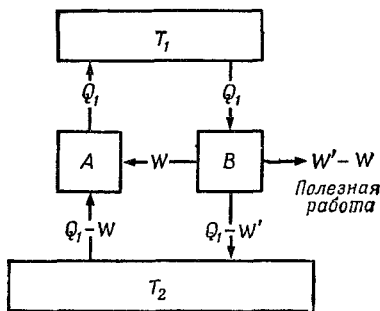 T₁
Q₁ Q₁
A W B W'–W
Полезная
работа
Q₁–W Q₁–W'
T₂